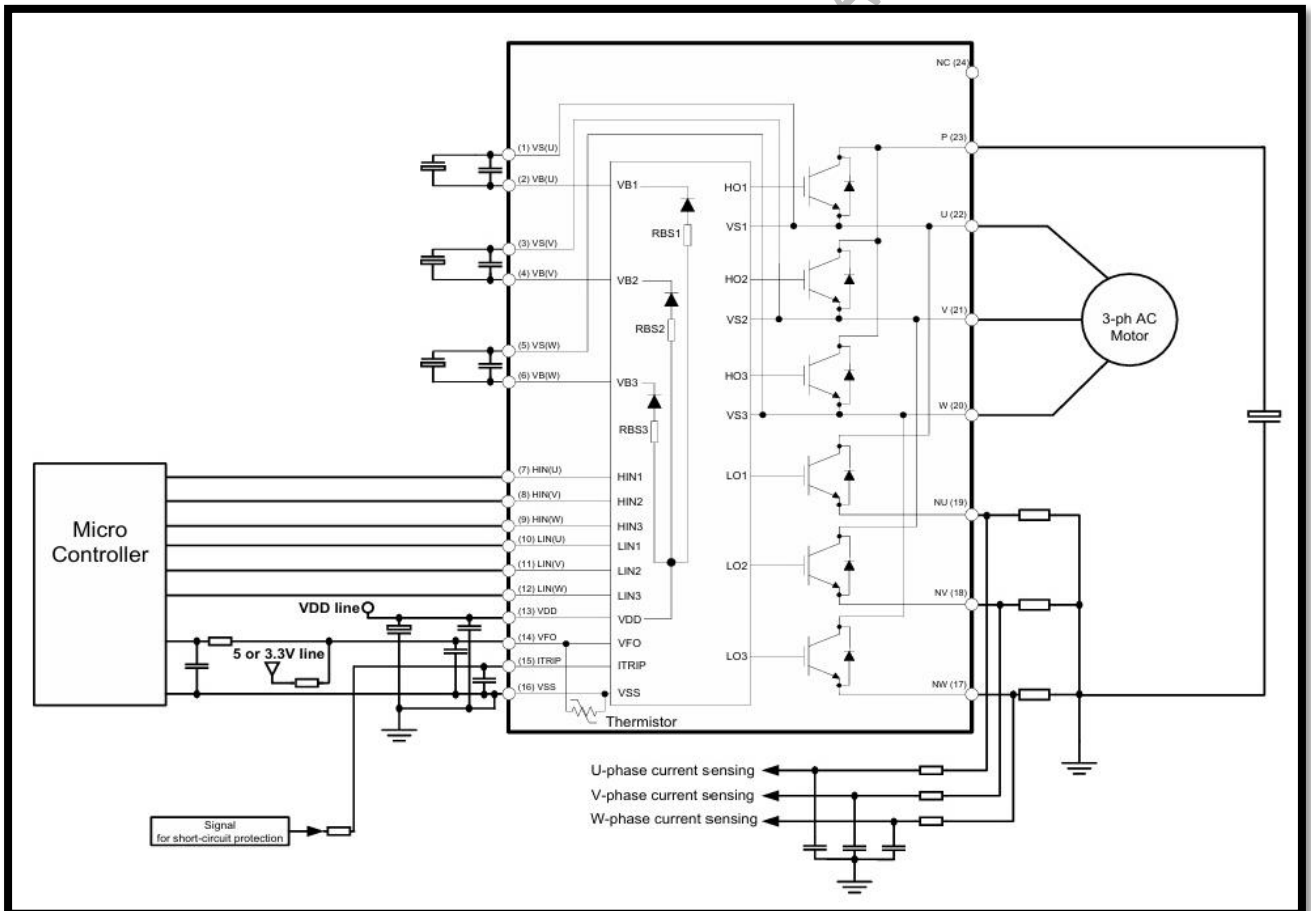 NC (24)
(1) VS(U)
P (23)
(2) VB(U)
VB1
HO1
U (22)
RBS1
VS1
(3) VS(V)
(4) VB(V)
VB2
HO2
V (21)
3-ph AC
Motor
RBS2
VS2
(5) VS(W)
(6) VB(W)
VB3
HO3
W (20)
RBS3
VS3
(7) HIN(U)
HIN1
LO1
(8) HIN(V)
HIN2
NU (19)
(9) HIN(W)
HIN3
Micro
Controller
(10) LIN(U)
LIN1
(11) LIN(V)
LIN2
LO2
(12) LIN(W)
LIN3
NV (18)
VDD line
(13) VDD
VDD
(14) VFO
VFO
5 or 3.3V line
(15) ITRIP
ITRIP
LO3
(16) VSS
VSS
NW (17)
Thermistor
U-phase current sensing
V-phase current sensing
W-phase current sensing
Signal
for short-circuit protection